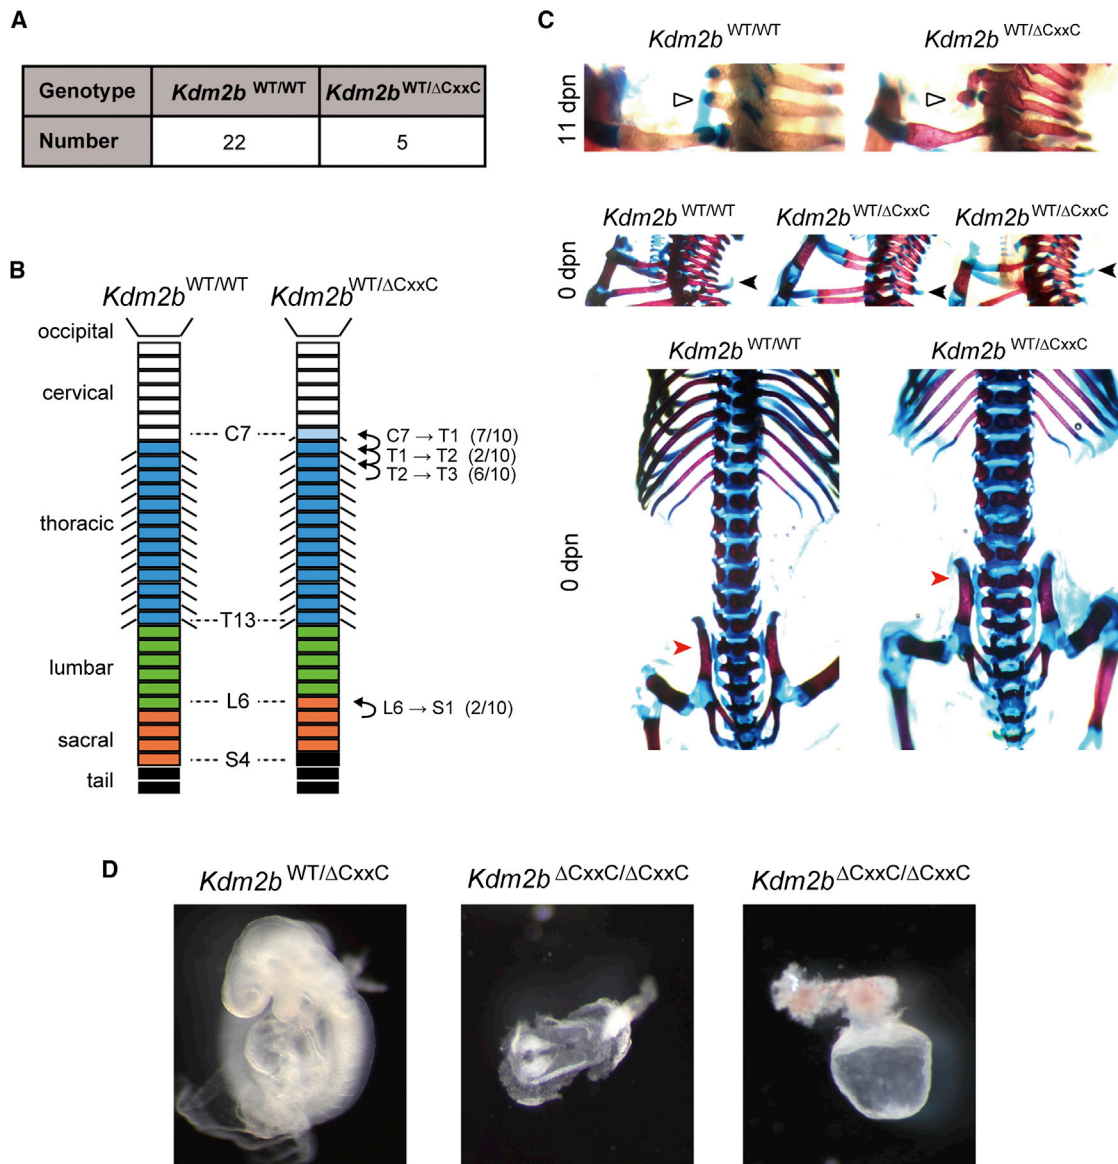 A
Genotype Kdm2b WT/WT Kdm2b WT/ΔCxxC
Number 22 5
B
Kdm2b WT/WT Kdm2b WT/ΔCxxC
occipital
cervical
C7
C7 → T1 (7/10)
T1 → T2 (2/10)
T2 → T3 (6/10)
thoracic
T13
lumbar
L6
L6 → S1 (2/10)
sacral
S4
tail
C
Kdm2b WT/WT Kdm2b WT/ΔCxxC
11 dpn
Kdm2b WT/WT Kdm2b WT/ΔCxxC Kdm2b WT/ΔCxxC
0 dpn
Kdm2b WT/WT Kdm2b WT/ΔCxxC
0 dpn
D
Kdm2b WT/ΔCxxC Kdm2b ΔCxxC/ΔCxxC Kdm2b ΔCxxC/ΔCxxC